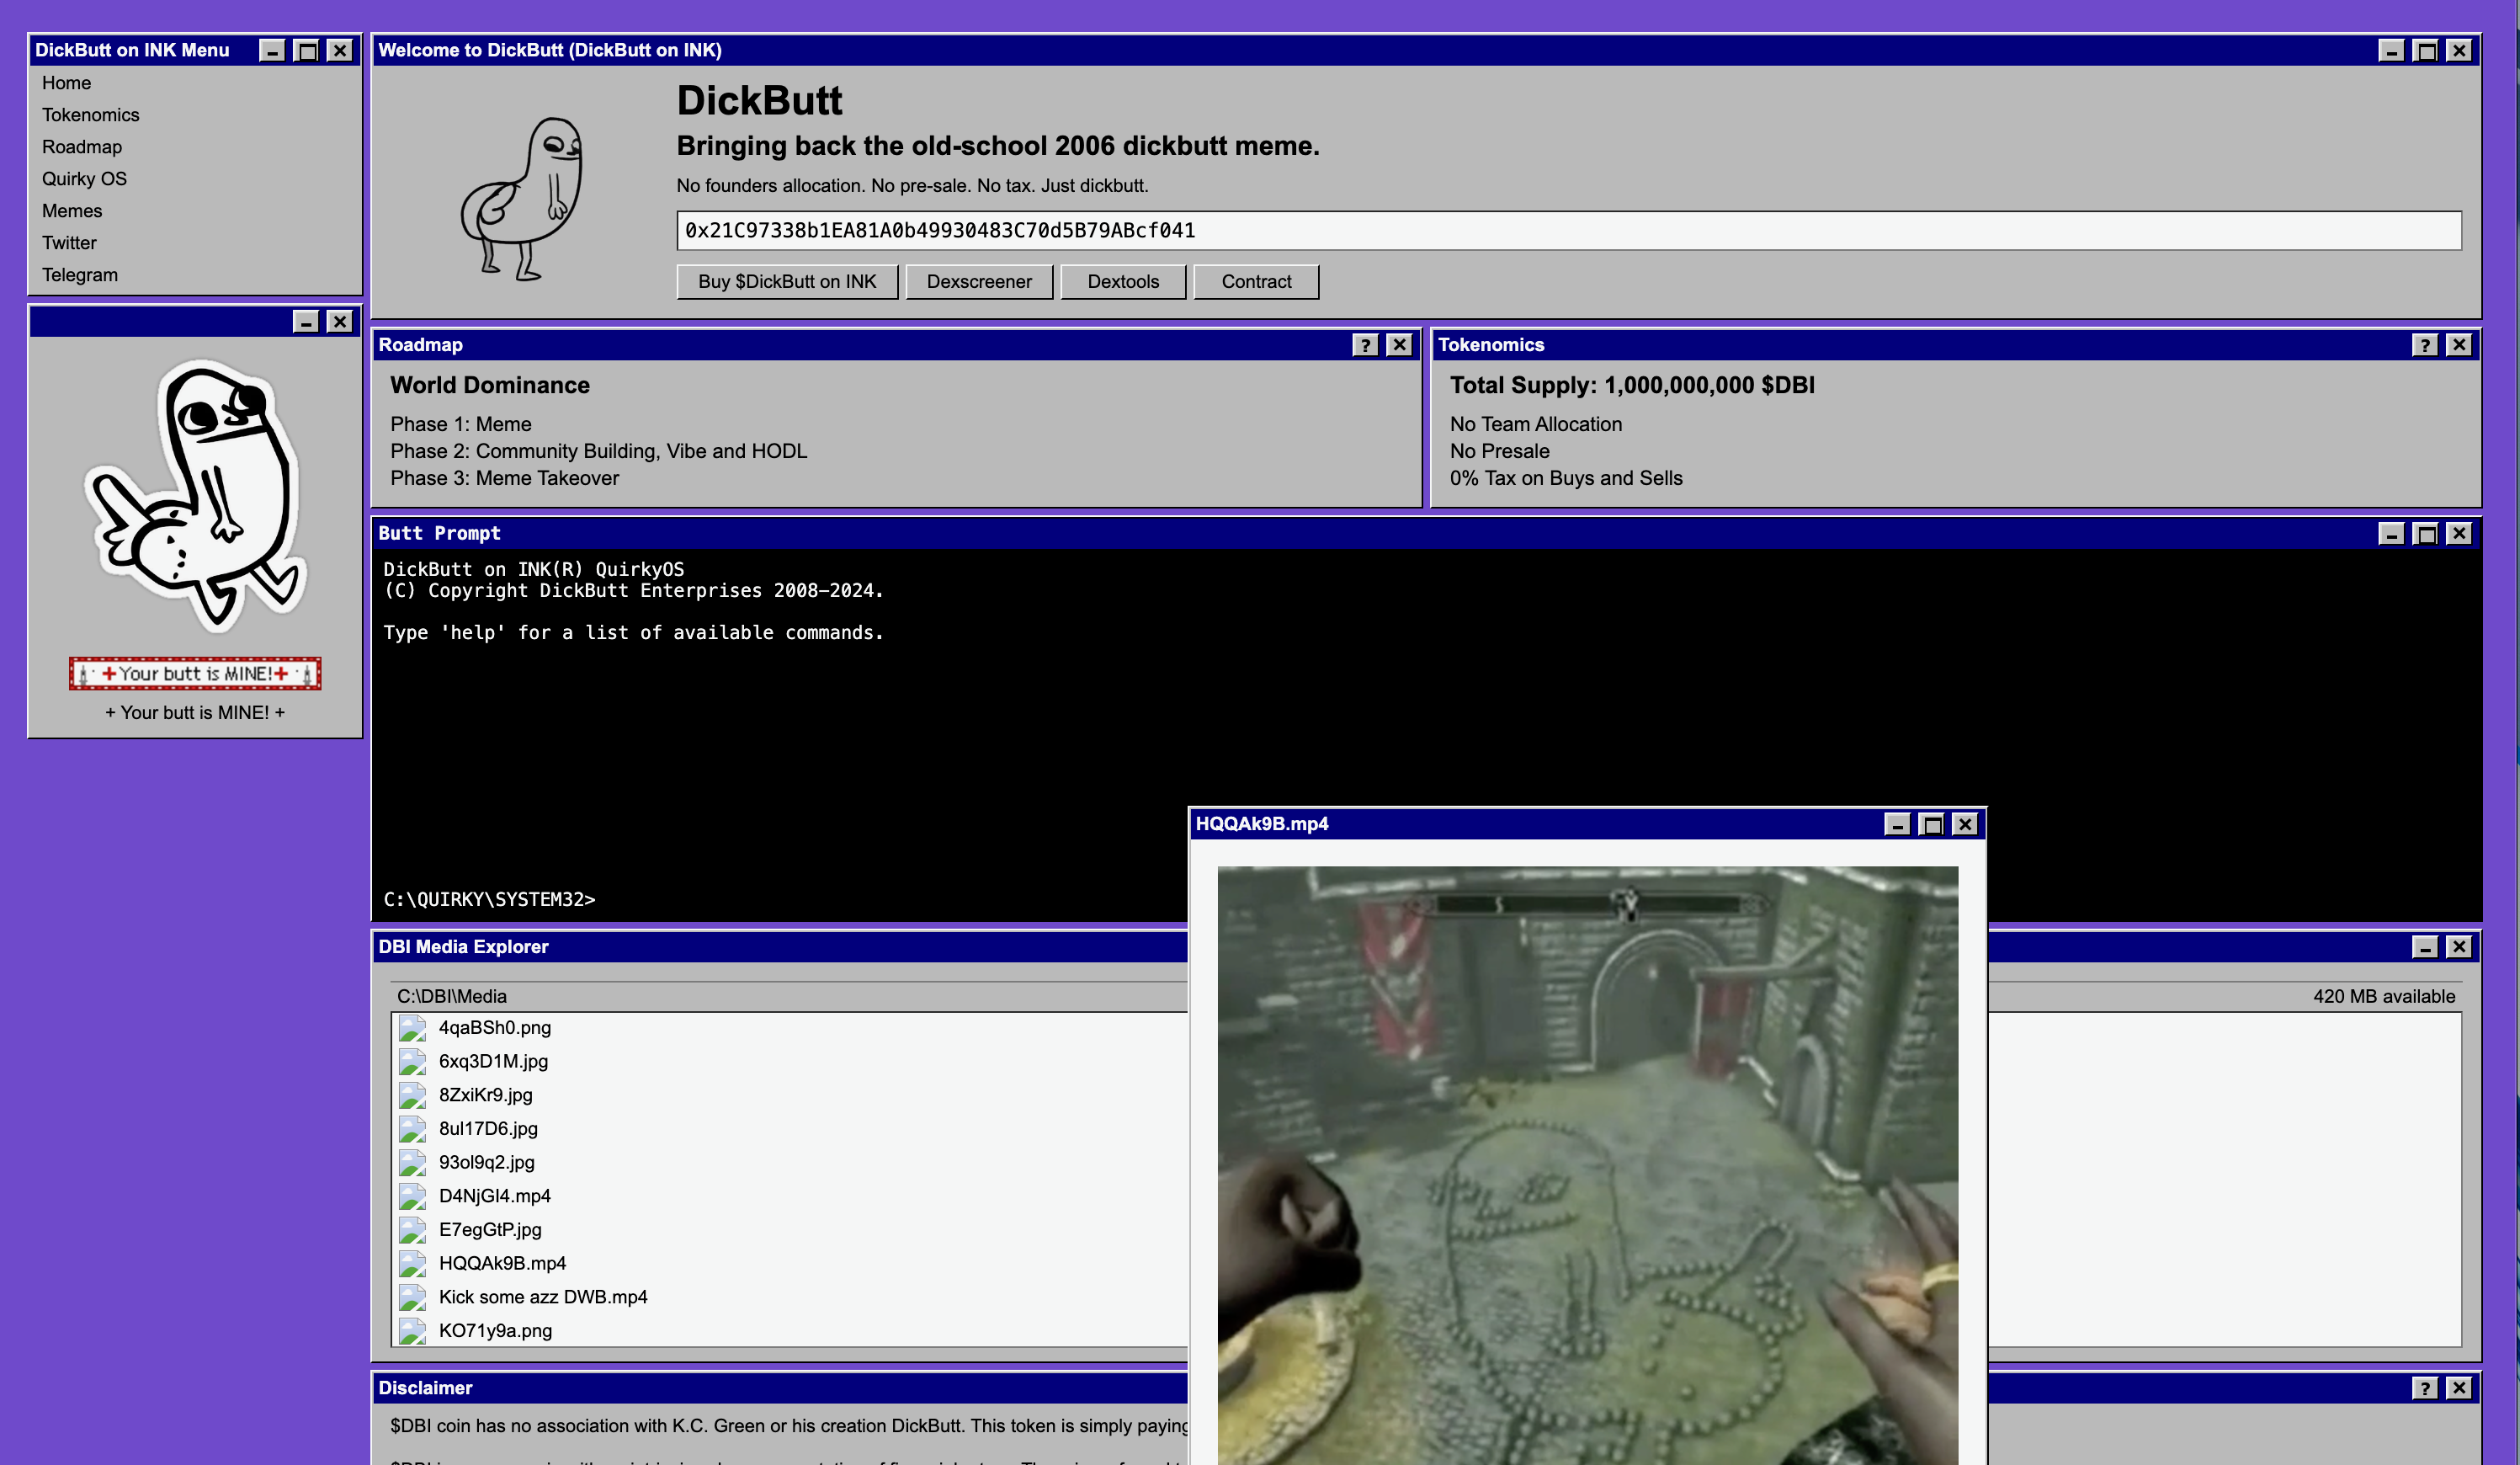 DickButt on INK Menu
Home
Tokenomics
Roadmap
Quirky OS
Memes
Twitter
Telegram
+Your butt is MINE!+
+ Your butt is MINE! +
Welcome to DickButt (DickButt on INK)
DickButt
Bringing back the old-school 2006 dickbutt meme.
No founders allocation. No pre-sale. No tax. Just dickbutt.
0x21C97338b1EA81A0b49930483C70d5B79ABcf041
Buy $DickButt on INK
Dexscreener
Dextools
Contract
Roadmap
World Dominance
Phase 1: Meme
Phase 2: Community Building, Vibe and HODL
Phase 3: Meme Takeover
Tokenomics
Total Supply: 1,000,000,000 $DBI
No Team Allocation
No Presale
0% Tax on Buys and Sells
Butt Prompt
DickButt on INK(R) QuirkyOS
(C) Copyright DickButt Enterprises 2008-2024.
Type 'help' for a list of available commands.
C:\QUIRKY\SYSTEM32>
HQQAk9B.mp4
DBI Media Explorer
C:\DBI\Media
420 MB available
4qaBSh0.png
6xq3D1M.jpg
8ZxiKr9.jpg
8ul17D6.jpg
93ol9q2.jpg
D4NjGl4.mp4
E7egGtP.jpg
HQQAk9B.mp4
Kick some azz DWB.mp4
KO71y9a.png
Disclaimer
$DBI coin has no association with K.C. Green or his creation DickButt. This token is simply paying